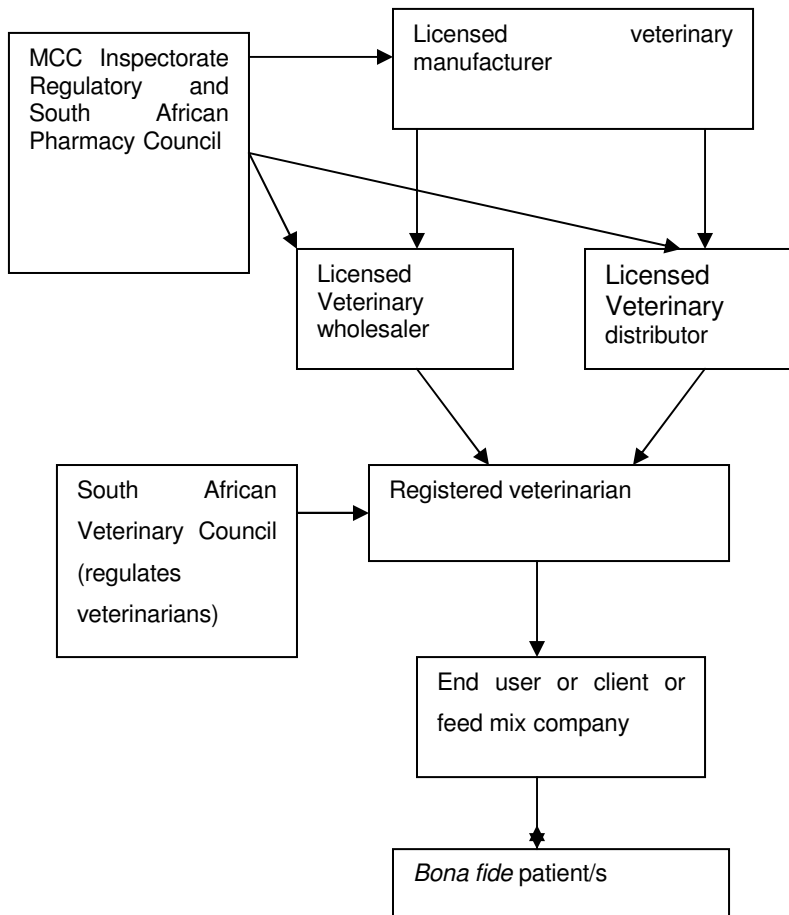 MCC Inspectorate
Regulatory and
South African
Pharmacy Council
Licensed veterinary
manufacturer
Licensed
Veterinary
wholesaler
Licensed
Veterinary
distributor
South African
Veterinary Council
(regulates
veterinarians)
Registered veterinarian
End user or client or
feed mix company
Bona fide patient/s